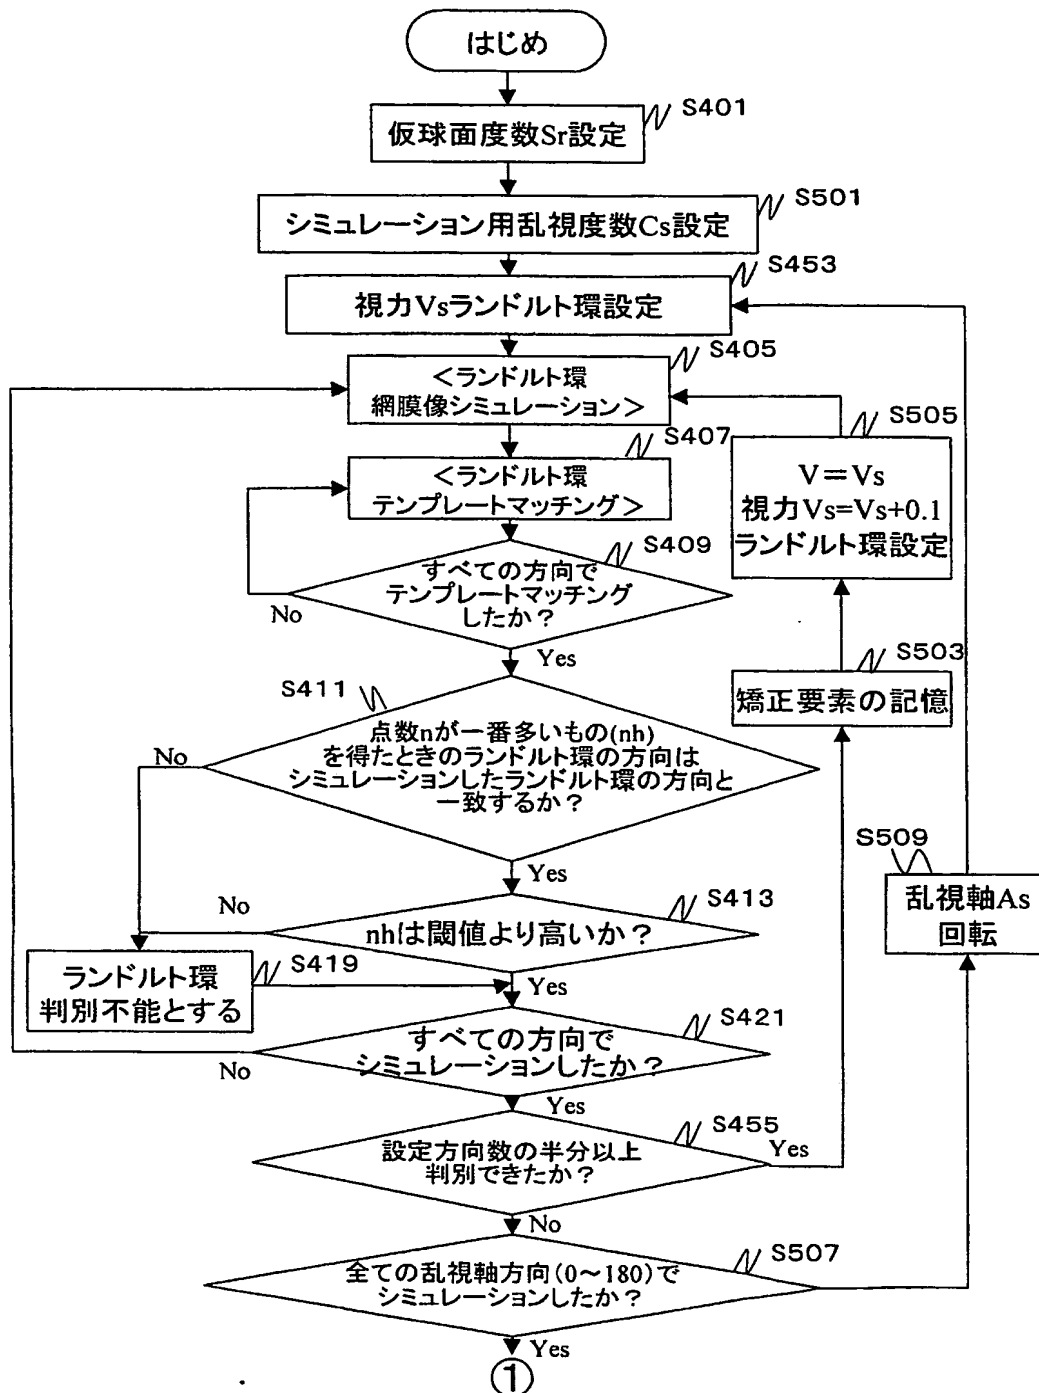 はじめ
S401
仮球面度数Sr設定
S501
シミュレーション用乱視度数Cs設定
S453
視力Vsランドルト環設定
S405
<ランドルト環
網膜像シミュレーション>
S407
<ランドルト環
テンプレートマッチング>
S505
V=Vs
視力Vs=Vs+0.1
ランドルト環設定
S409
すべての方向で
テンプレートマッチング
したか?
No
Yes
S503
矯正要素の記憶
S411
点数nが一番多いもの(nh)
を得たときのランドルト環の方向は
シミュレーションしたランドルト環の方向と
一致するか?
No
Yes
S509
乱視軸As
回転
S413
nhは閾値より高いか?
No
Yes
S419
ランドルト環
判別不能とする
S421
すべての方向で
シミュレーションしたか?
No
Yes
S455
設定方向数の半分以上
判別できたか?
Yes
No
S507
全ての乱視軸方向(0~180)で
シミュレーションしたか?
Yes
①